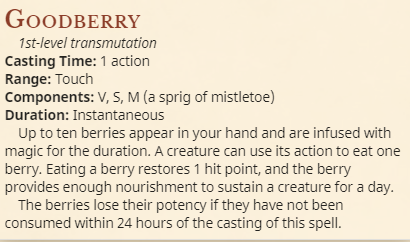 GOODBERRY
1st-level transmutation
Casting Time: 1 action
Range: Touch
Components: V, S, M (a sprig of mistletoe)
Duration: Instantaneous
Up to ten berries appear in your hand and are infused with
magic for the duration. A creature can use its action to eat one
berry. Eating a berry restores 1 hit point, and the berry
provides enough nourishment to sustain a creature for a day.
The berries lose their potency if they have not been
consumed within 24 hours of the casting of this spell.